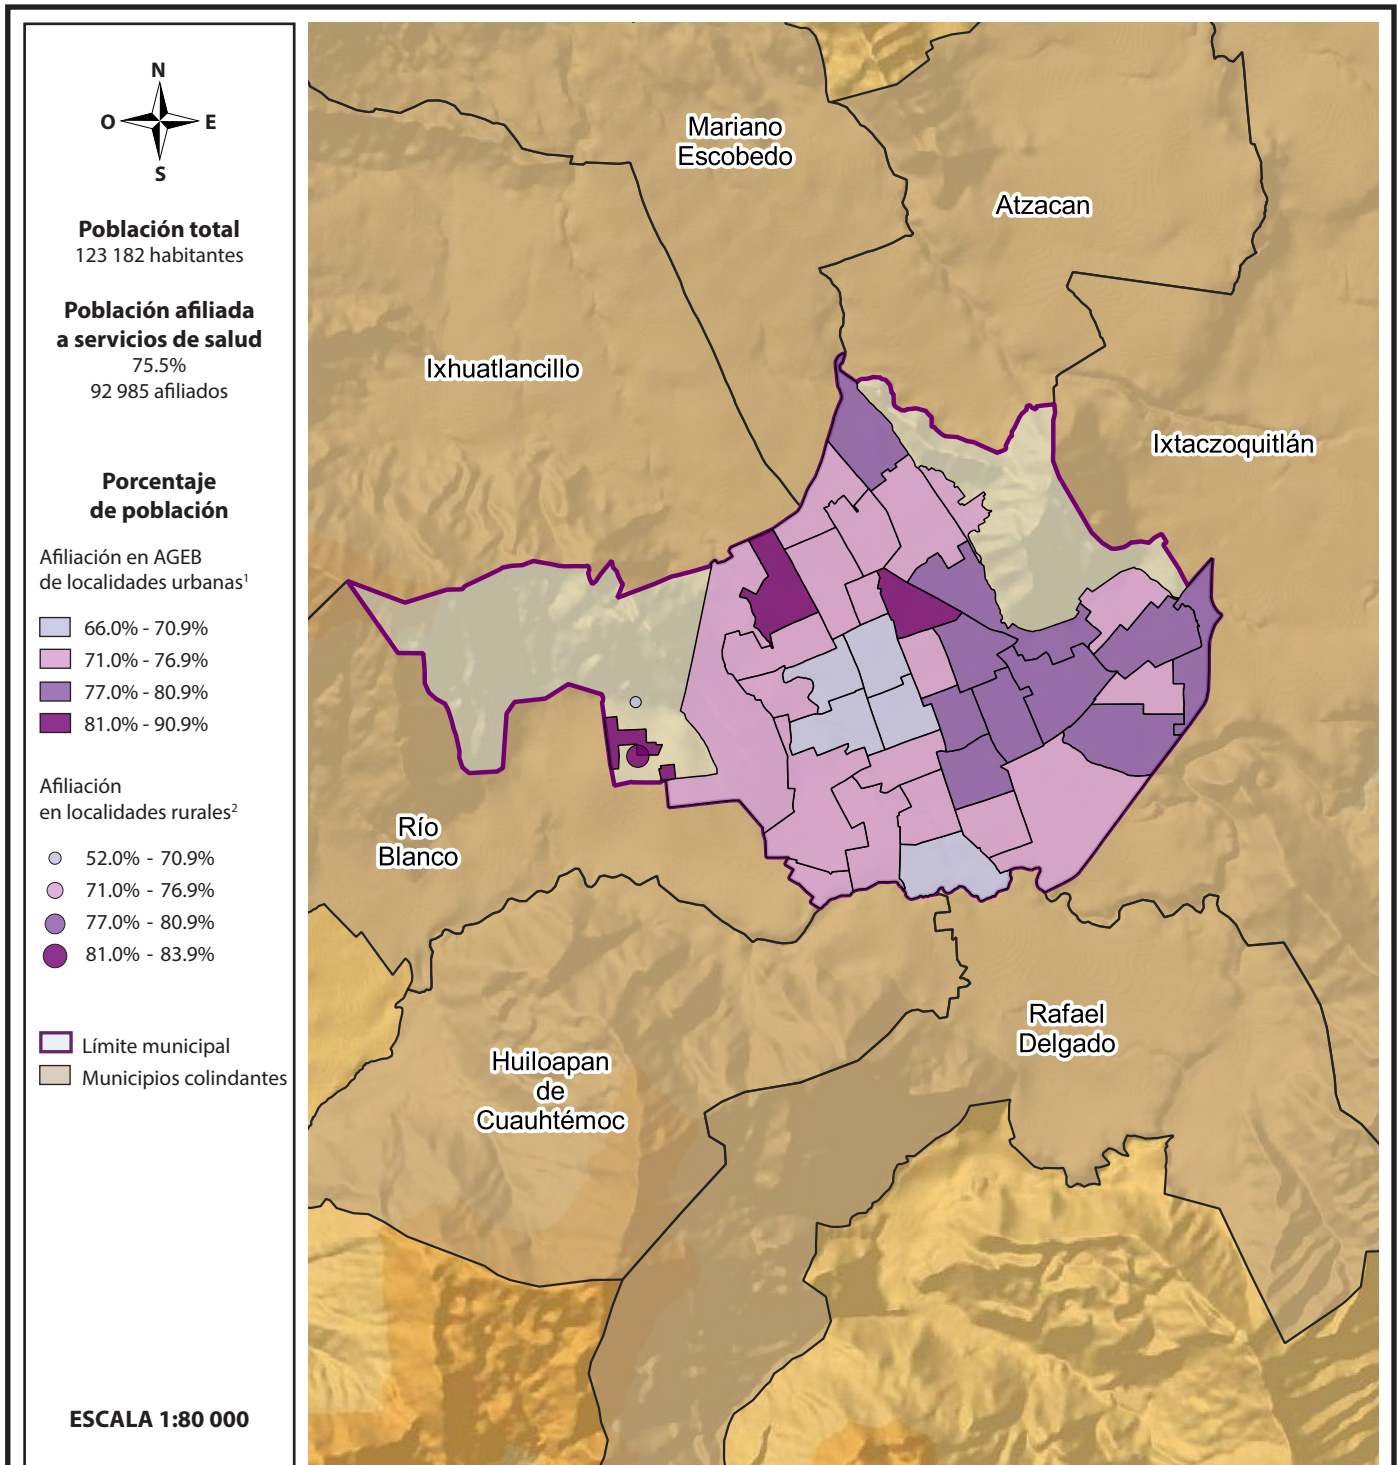 N
O E
S
Población total
123 182 habitantes
Población afiliada
a servicios de salud
75.5%
92 985 afiliados
Porcentaje
de población
Afiliación en AGEB
de localidades urbanas¹
66.0% - 70.9%
71.0% - 76.9%
77.0% - 80.9%
81.0% - 90.9%
Afiliación
en localidades rurales²
52.0% - 70.9%
71.0% - 76.9%
77.0% - 80.9%
81.0% - 83.9%
Límite municipal
Municipios colindantes
ESCALA 1:80 000
Mariano
Escobedo
Atzacan
Ixhuatlancillo
Ixtaczoquitlán
Río
Blanco
Rafael
Delgado
Huiloapan
de
Cuauhtémoc